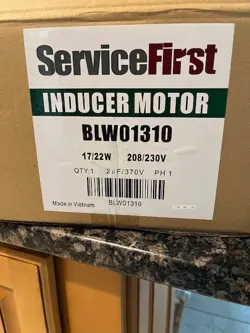 ServiceFirst
INDUCER MOTOR
BLW01310
17/22W 208/230V
QTY:1 2μF/370V PH 1
BLW01310
Made in Vietnam